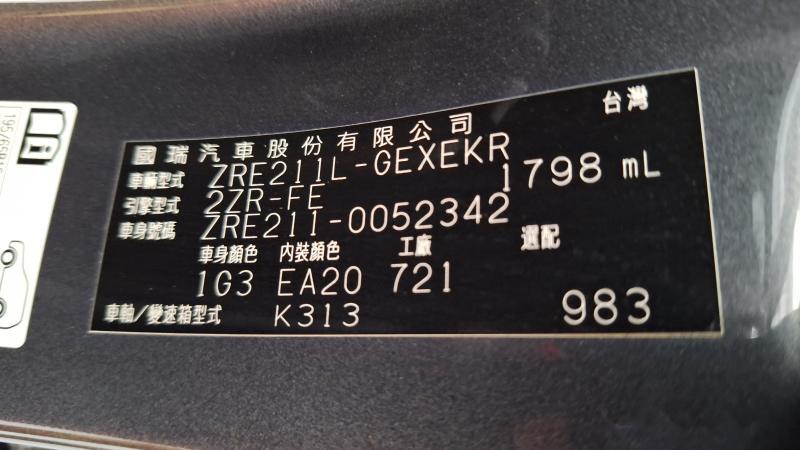 台灣
國瑞汽車股份有限公司
車輛型式 ZRE211L-GEXEKR
引擎型式 2ZR-FE 1798 mL
車身號碼 ZRE211-0052342
車身顏色 內裝顏色 工廠 選配
1G3 EA20 721
車軸/變速箱型式 K313 983